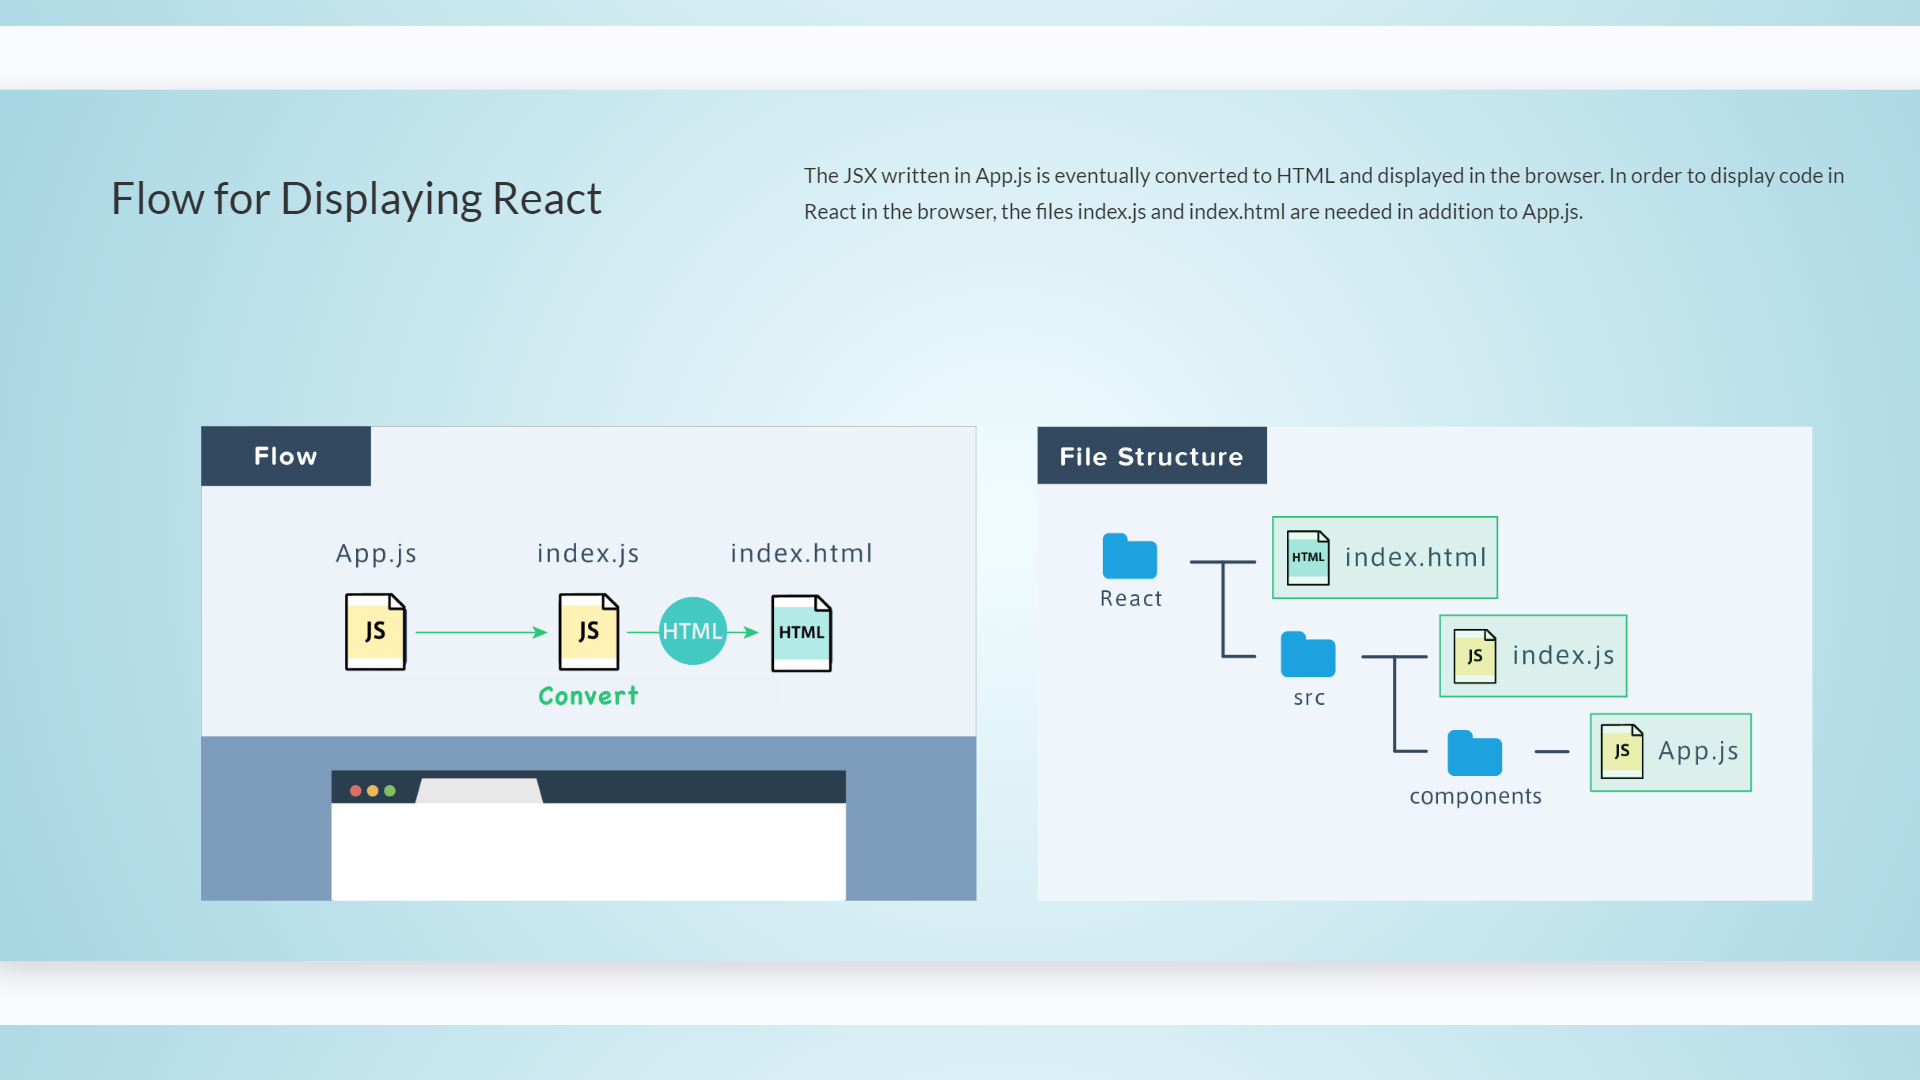 Flow for Displaying React
The JSX written in App.js is eventually converted to HTML and displayed in the browser. In order to display code in
React in the browser, the files index.js and index.html are needed in addition to App.js.
Flow
App.js index.js index.html
JS JS HTML HTML
Convert
File Structure
HTML index.html
React
JS index.js
src
JS App.js
components